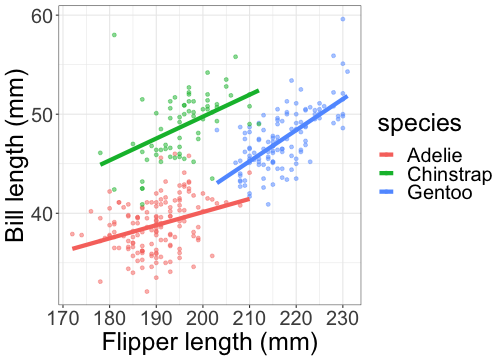 60
50
40
Bill length (mm)
170 180 190 200 210 220 230
Flipper length (mm)
species
Adelie
Chinstrap
Gentoo